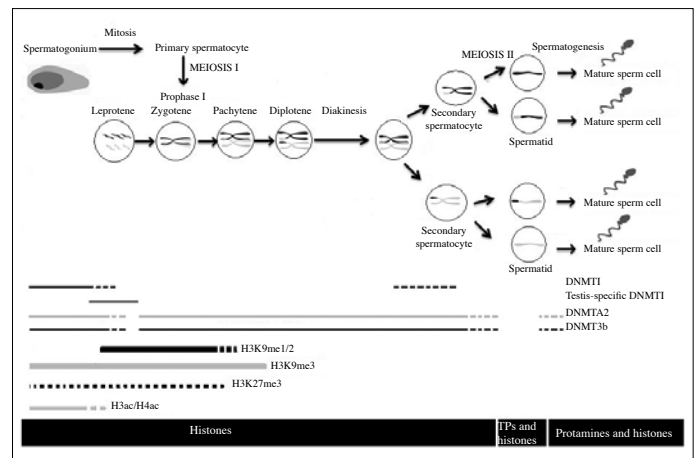 Mitosis
Spermatogonium
Primary spermatocyte
MEIOSIS I
Prophase I
Leprotene
Zygotene
Pachytene
Diplotene
Diakinesis
MEIOSIS II
Spermatogenesis
Mature sperm cell
Secondary
spermatocyte
Mature sperm cell
Spermatid
Mature sperm cell
Secondary
spermatocyte
Mature sperm cell
Spermatid
DNMTI
Testis-specific DNMTI
DNMTA2
DNMT3b
H3K9me1/2
H3K9me3
H3K27me3
H3ac/H4ac
Histones
TPs and
histones
Protamines and histones